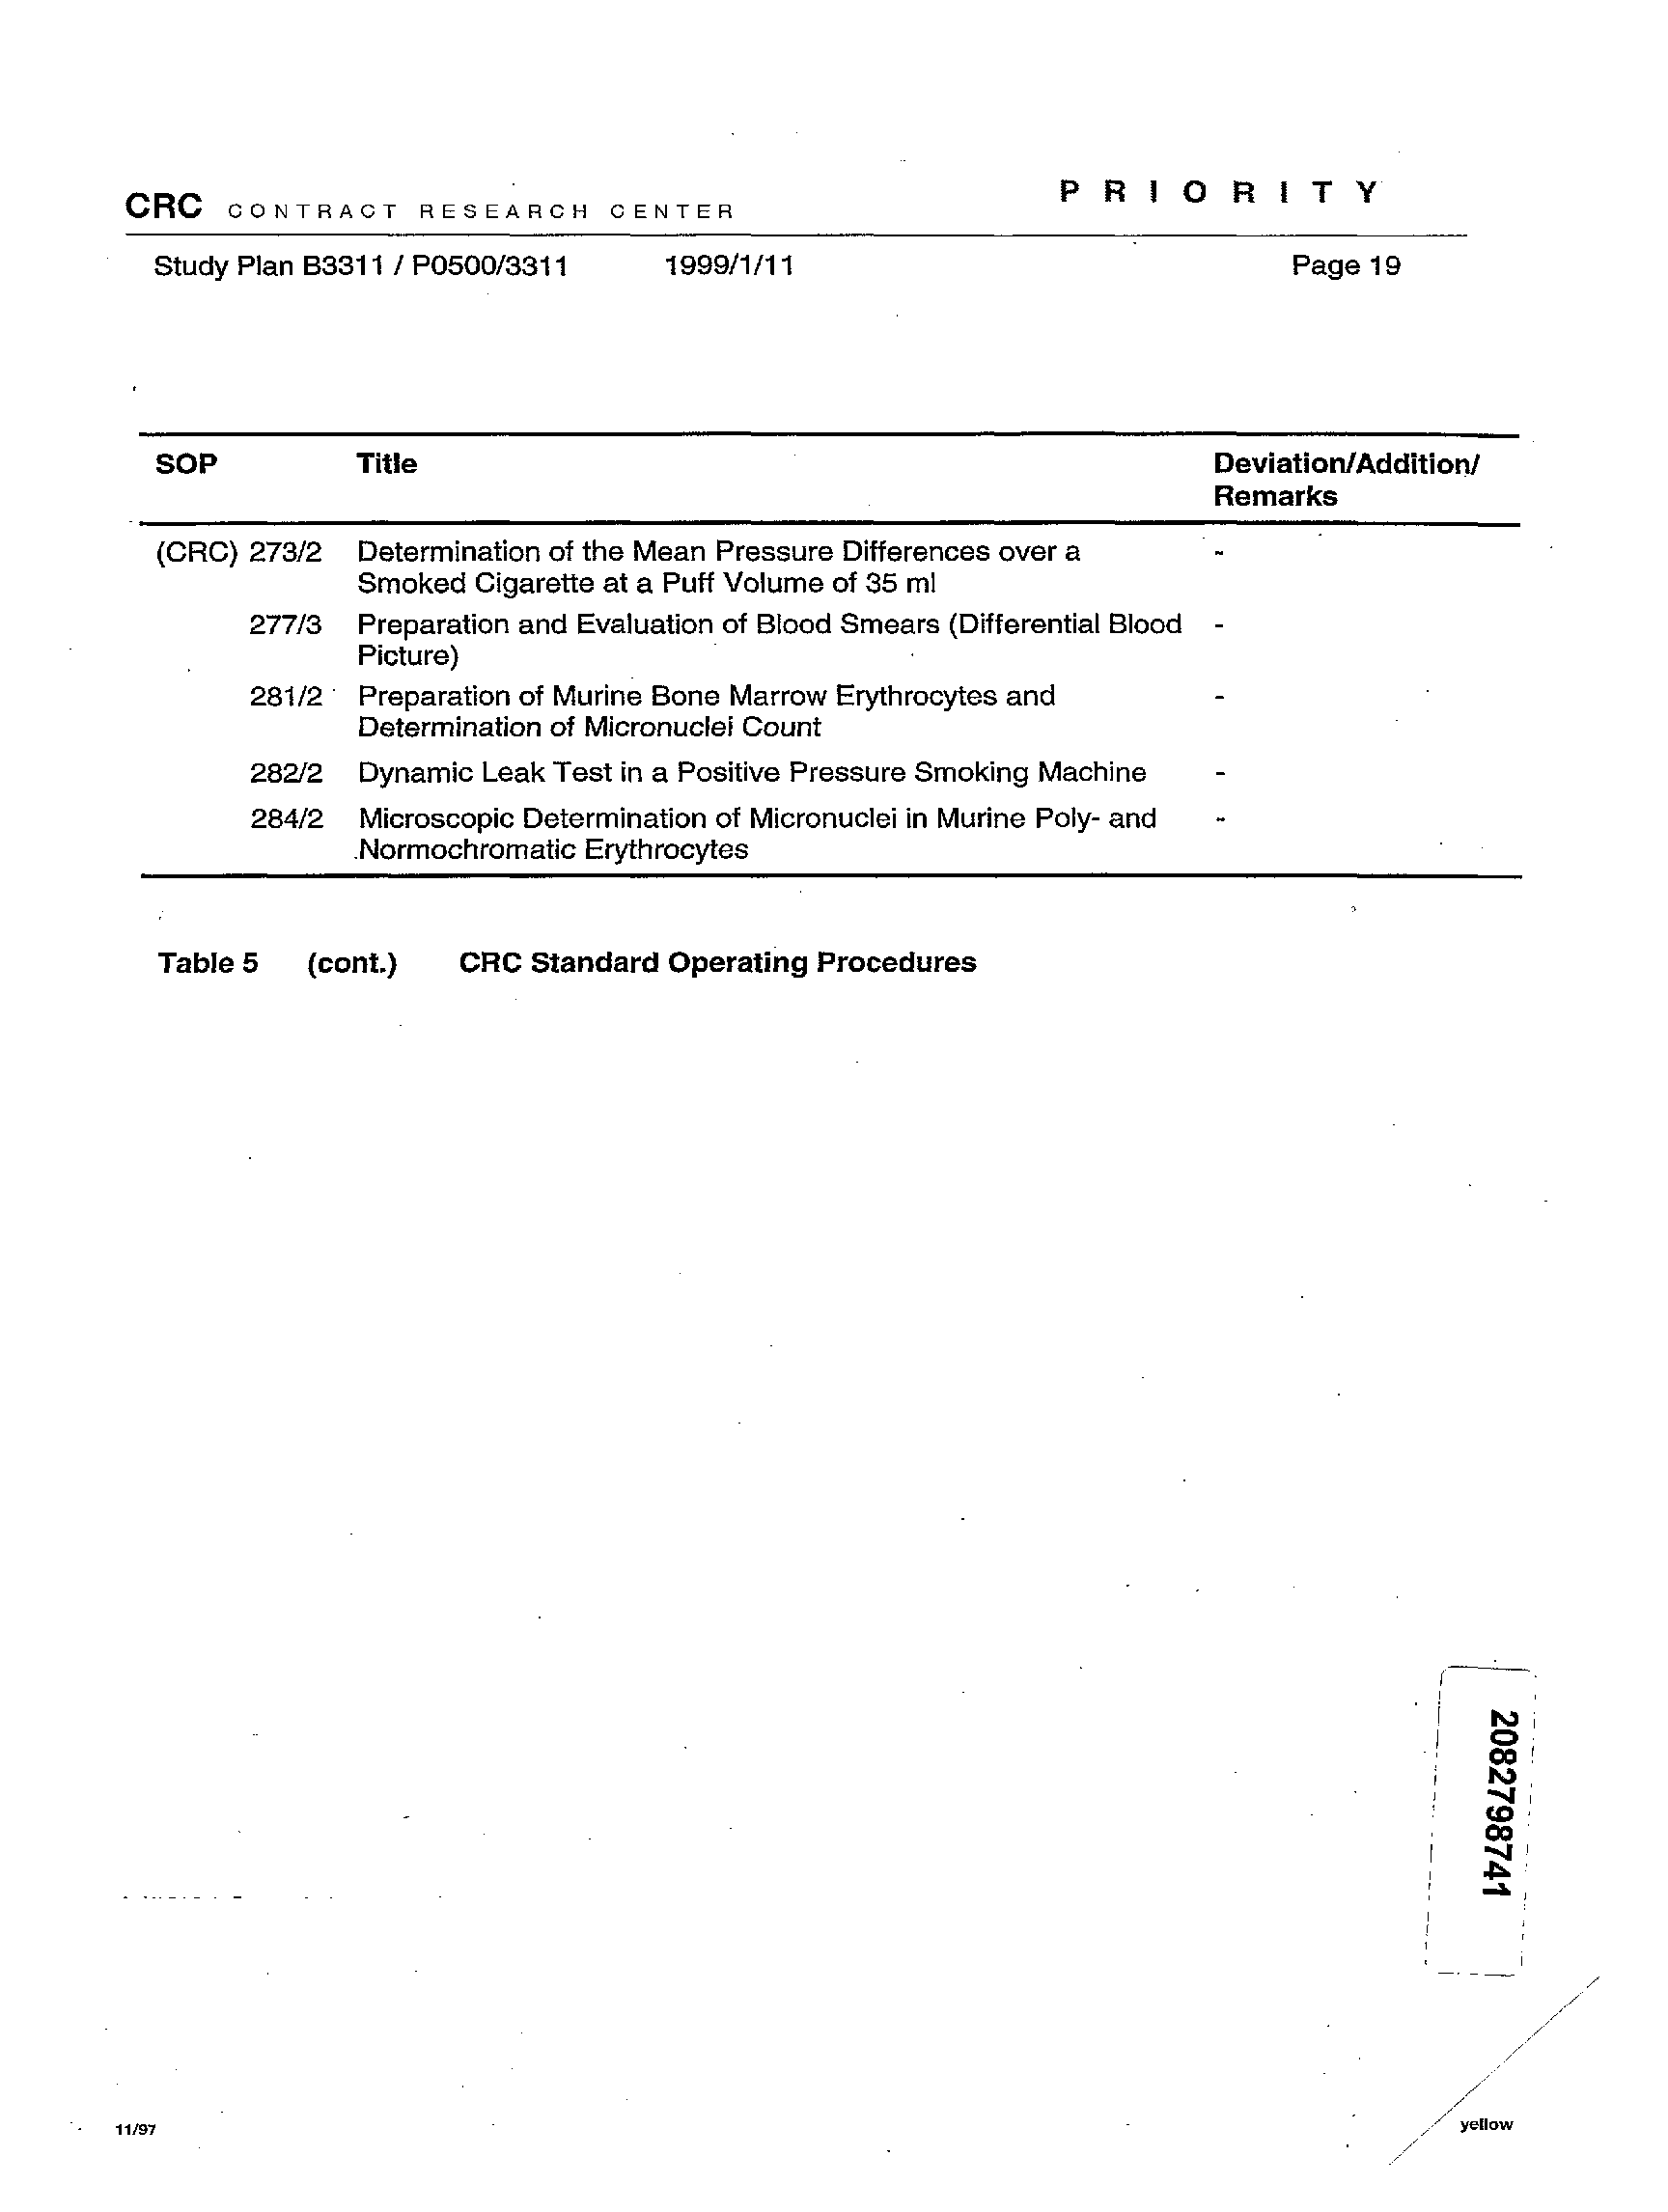 P R I O R I T Y
CRC CONTRACT RESEARCH CENTER
Study Plan B3311 / P0500/3311 1999/1/11 Page 19
SOP Title Deviation/Addition/
Remarks
(CRC) 273/2 Determination of the Mean Pressure Differences over a -
Smoked Cigarette at a Puff Volume of 35 ml
277/3 Preparation and Evaluation of Blood Smears (Differential Blood -
Picture)
281/2 Preparation of Murine Bone Marrow Erythrocytes and -
Determination of Micronuclei Count
282/2 Dynamic Leak Test in a Positive Pressure Smoking Machine -
284/2 Microscopic Determination of Micronuclei in Murine Poly- and -
Normochromatic Erythrocytes
Table 5 (cont.) CRC Standard Operating Procedures
2082798741
11/97 yellow